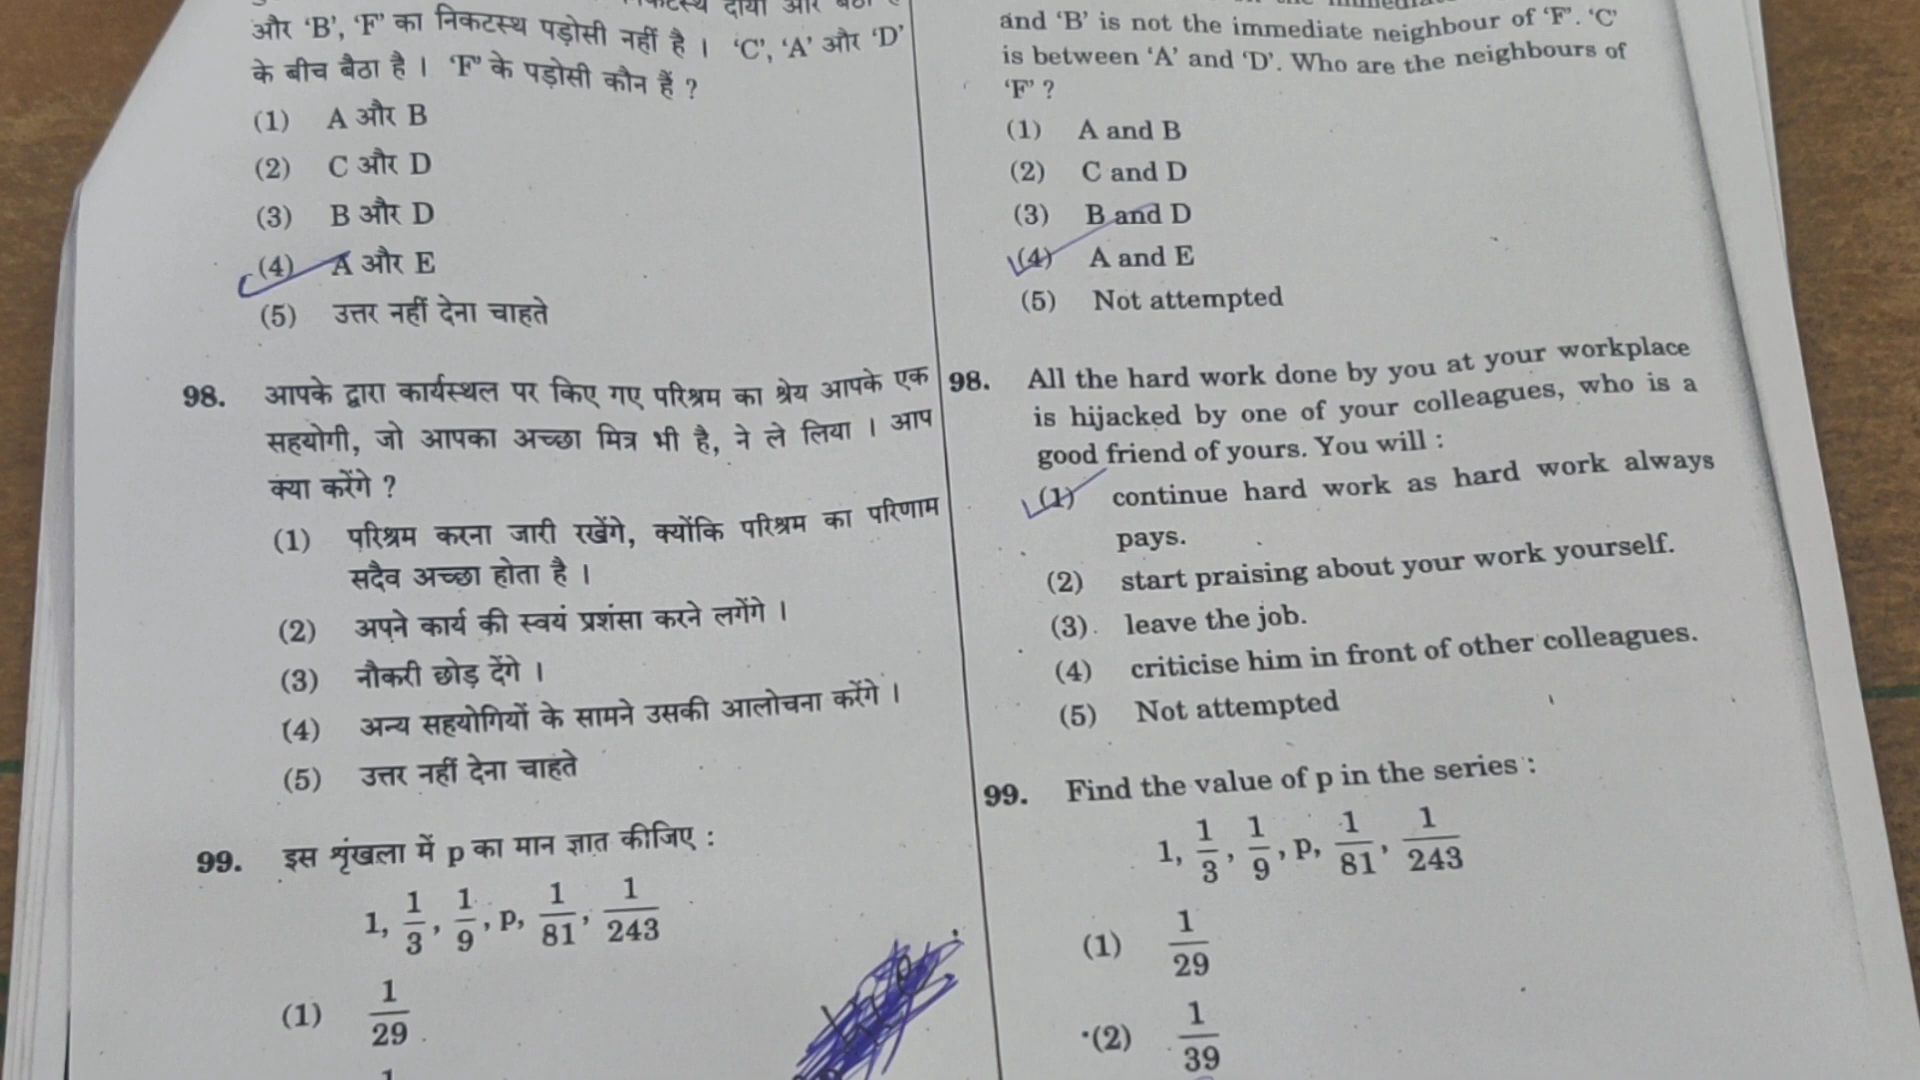 और 'B', 'F' का निकटस्थ पड़ोसी नहीं है । 'C', 'A' और 'D'
के बीच बैठा है । 'F' के पड़ोसी कौन हैं ?
(1) A और B
(2) C और D
(3) B और D
(4) A और E
(5) उत्तर नहीं देना चाहते
98. आपके द्वारा कार्यस्थल पर किए गए परिश्रम का श्रेय आपके एक
सहयोगी, जो आपका अच्छा मित्र भी है, ने ले लिया । आप
क्या करेंगे ?
(1) परिश्रम करना जारी रखेंगे, क्योंकि परिश्रम का परिणाम
सदैव अच्छा होता है ।
(2) अपने कार्य की स्वयं प्रशंसा करने लगेंगे ।
(3) नौकरी छोड़ देंगे ।
(4) अन्य सहयोगियों के सामने उसकी आलोचना करेंगे ।
(5) उत्तर नहीं देना चाहते
99. इस शृंखला में p का मान ज्ञात कीजिए :
1, 1/3, 1/9, p, 1/81, 1/243
(1) 1/29
and 'B' is not the immediate neighbour of 'F'. 'C'
is between 'A' and 'D'. Who are the neighbours of
'F' ?
(1) A and B
(2) C and D
(3) B and D
(4) A and E
(5) Not attempted
98. All the hard work done by you at your workplace
is hijacked by one of your colleagues, who is a
good friend of yours. You will :
(1) continue hard work as hard work always
pays.
(2) start praising about your work yourself.
(3) leave the job.
(4) criticise him in front of other colleagues.
(5) Not attempted
99. Find the value of p in the series :
1, 1/3, 1/9, p, 1/81, 1/243
(1) 1/29
(2) 1/39